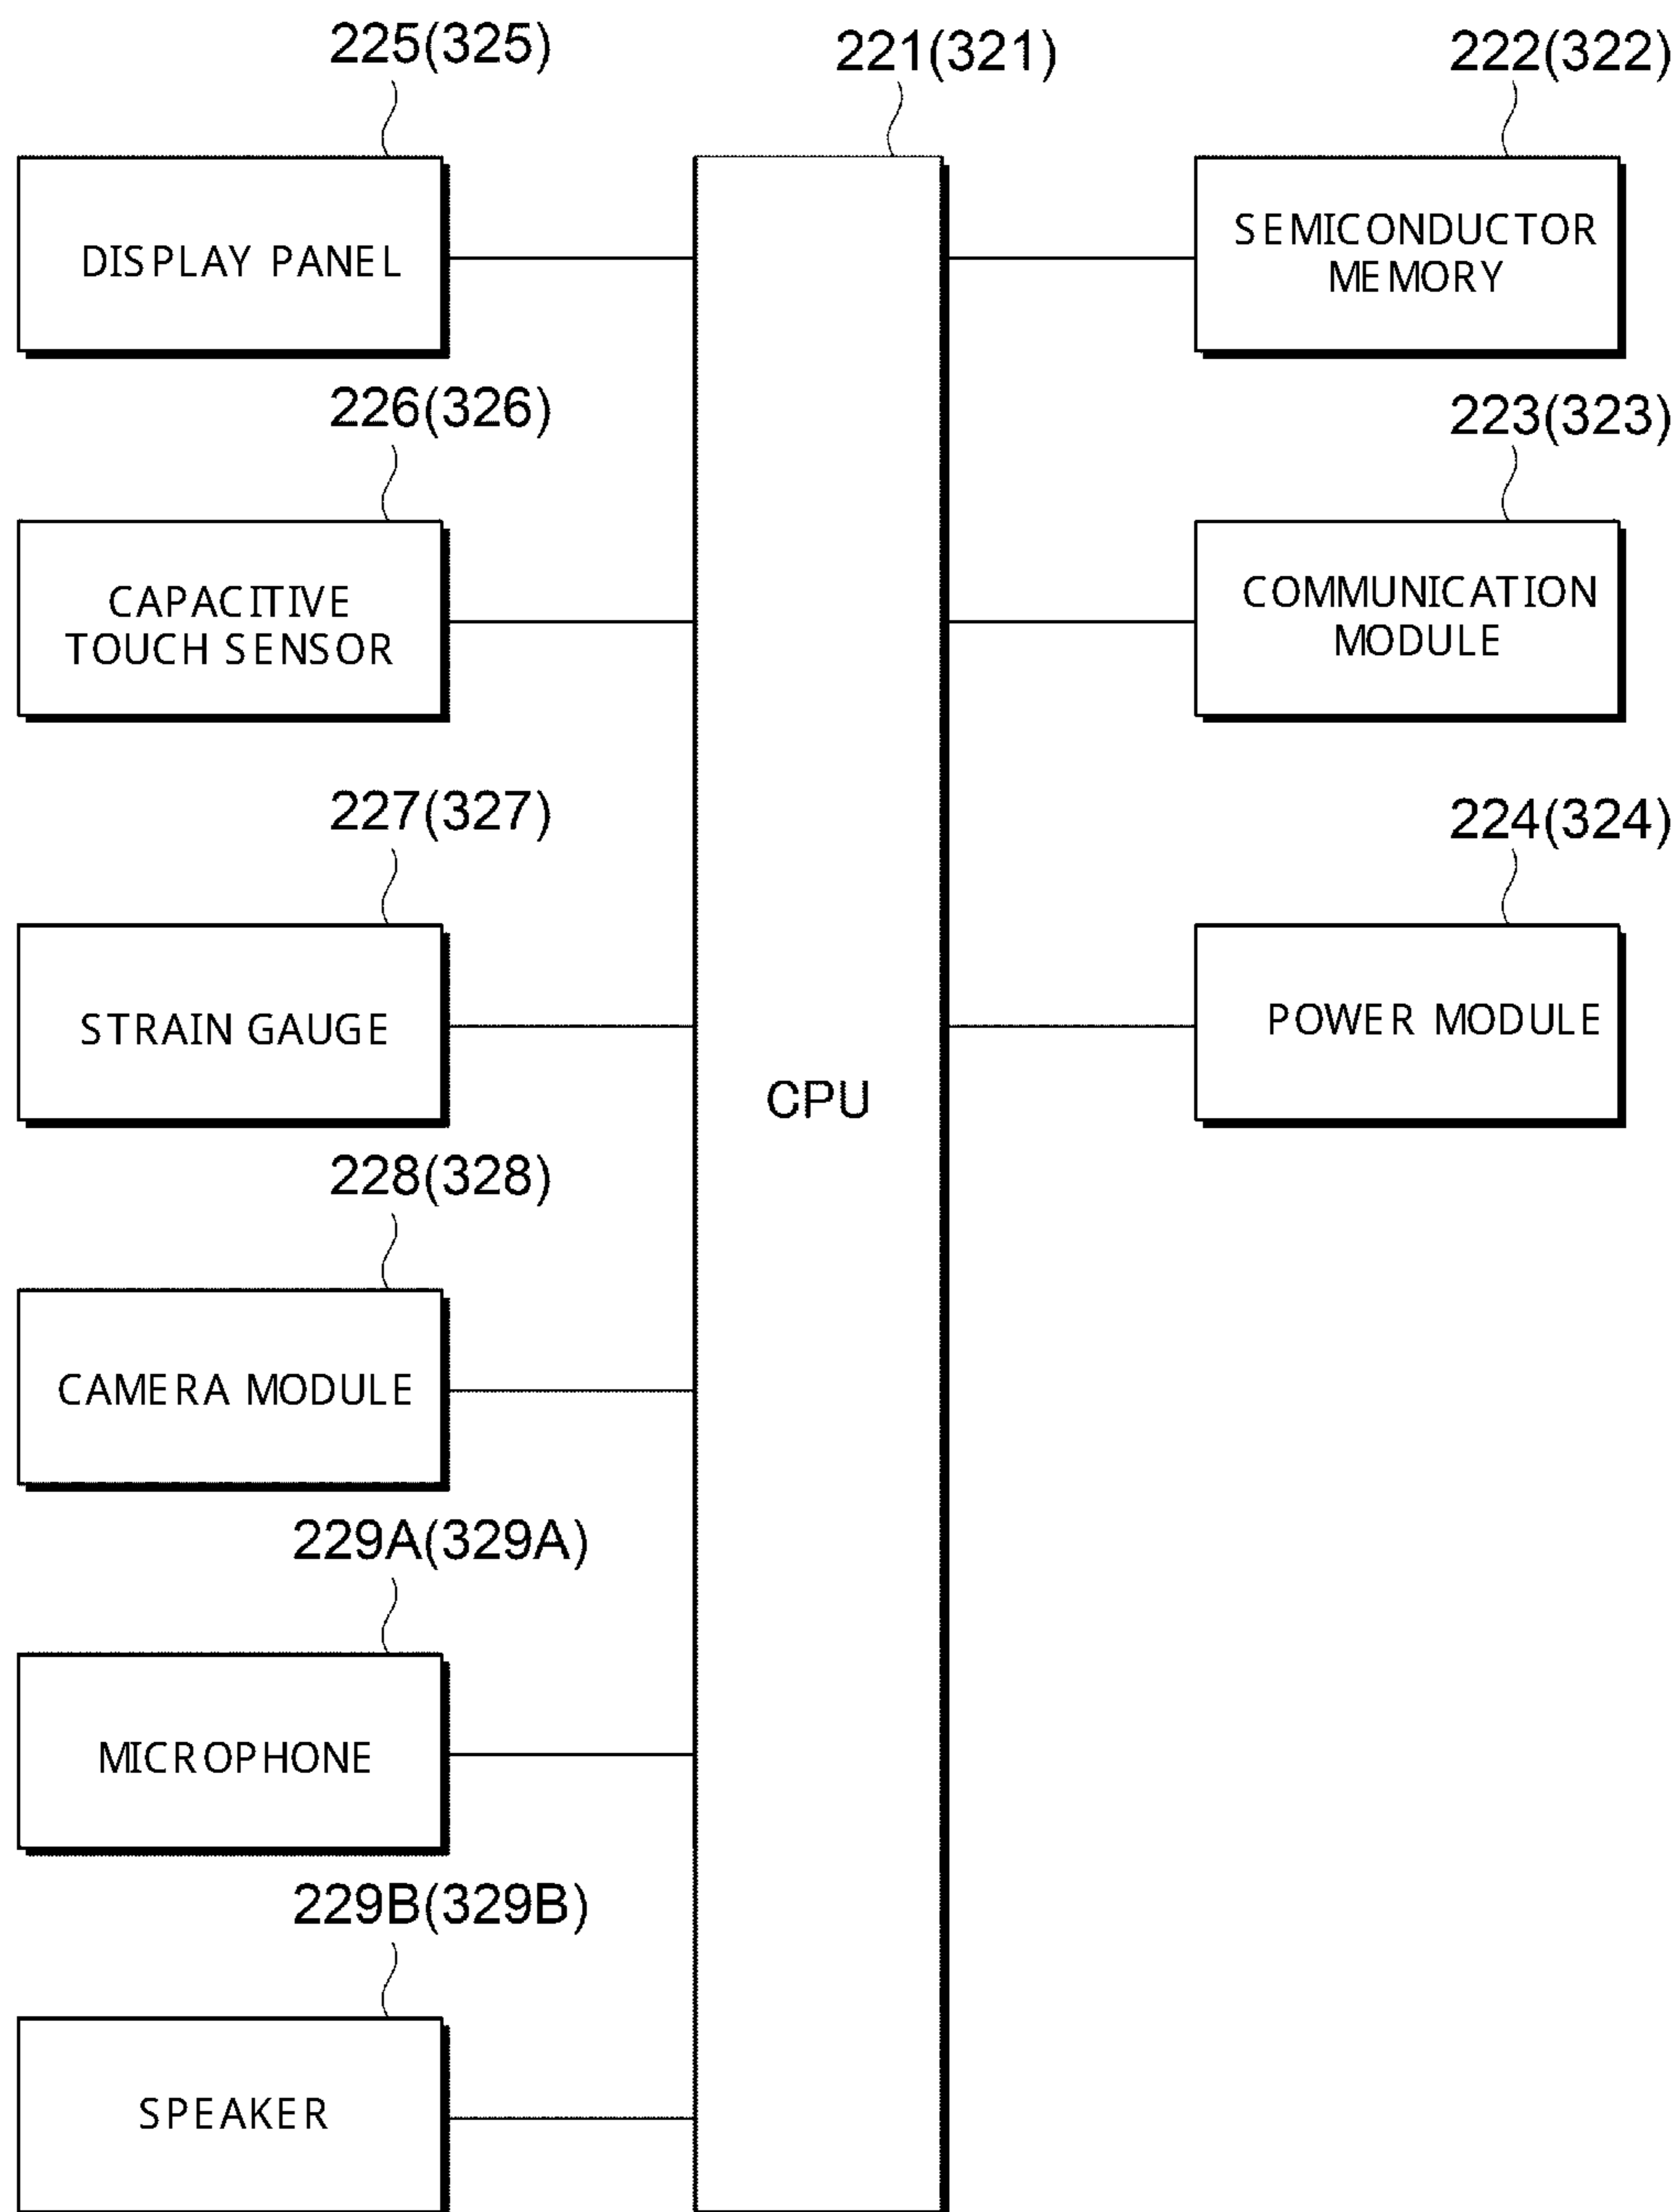 225(325)
221(321)
222(322)
DISPLAY PANEL
SEMICONDUCTOR
MEMORY
226(326)
223(323)
CAPACITIVE
TOUCH SENSOR
COMMUNICATION
MODULE
227(327)
224(324)
STRAIN GAUGE
POWER MODULE
CPU
228(328)
CAMERA MODULE
229A(329A)
MICROPHONE
229B(329B)
SPEAKER